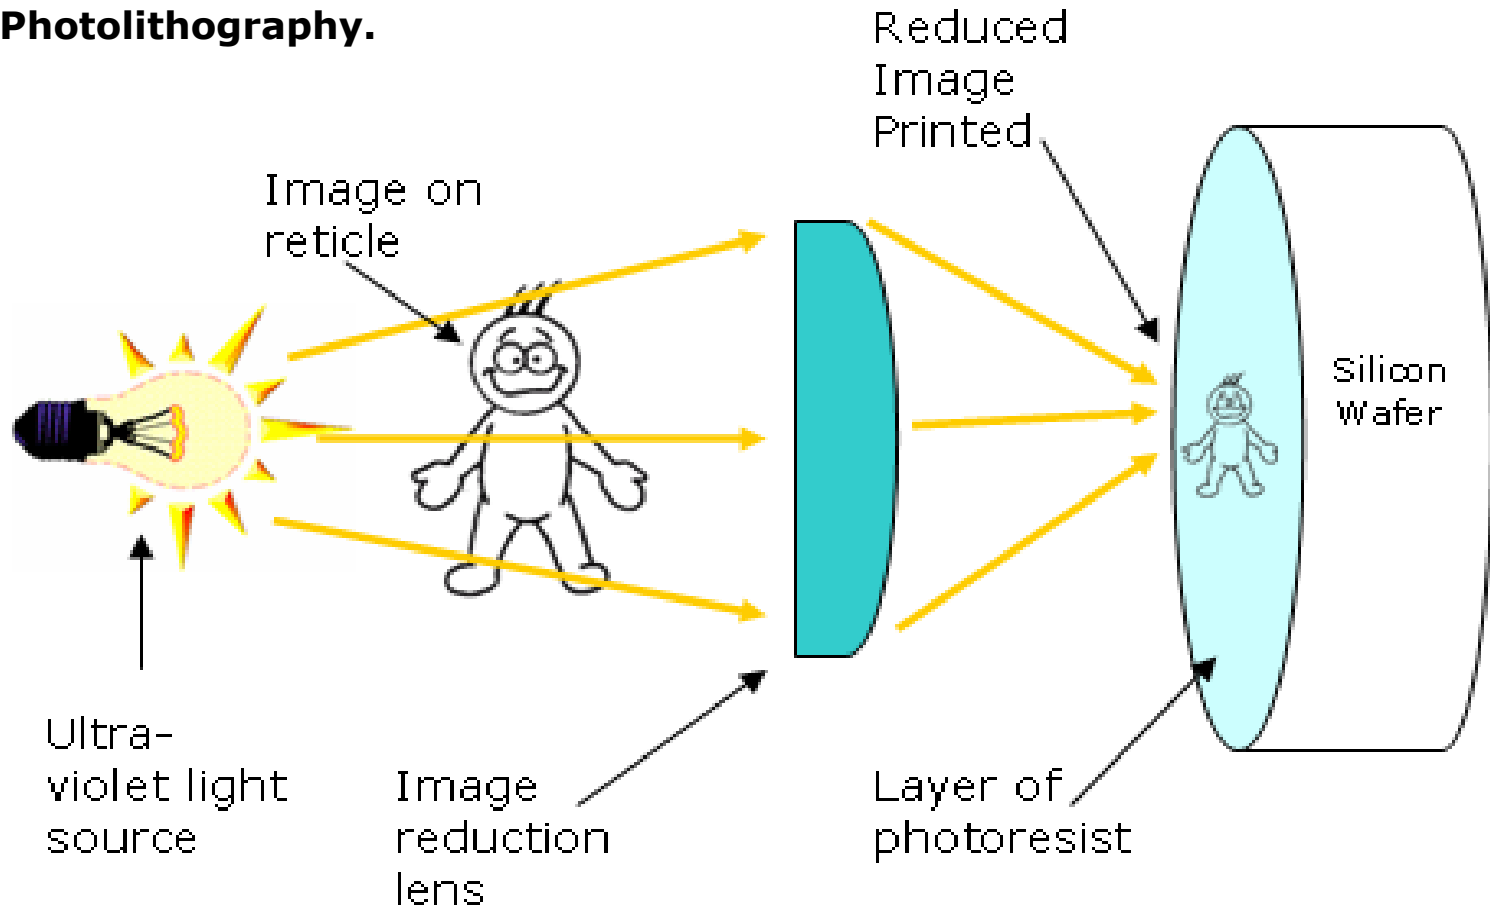 Photolithography.
Reduced
Image
Printed
Image on
reticle
Silicon
Wafer
Ultra-
violet light
source
Image
reduction
lens
Layer of
photoresist